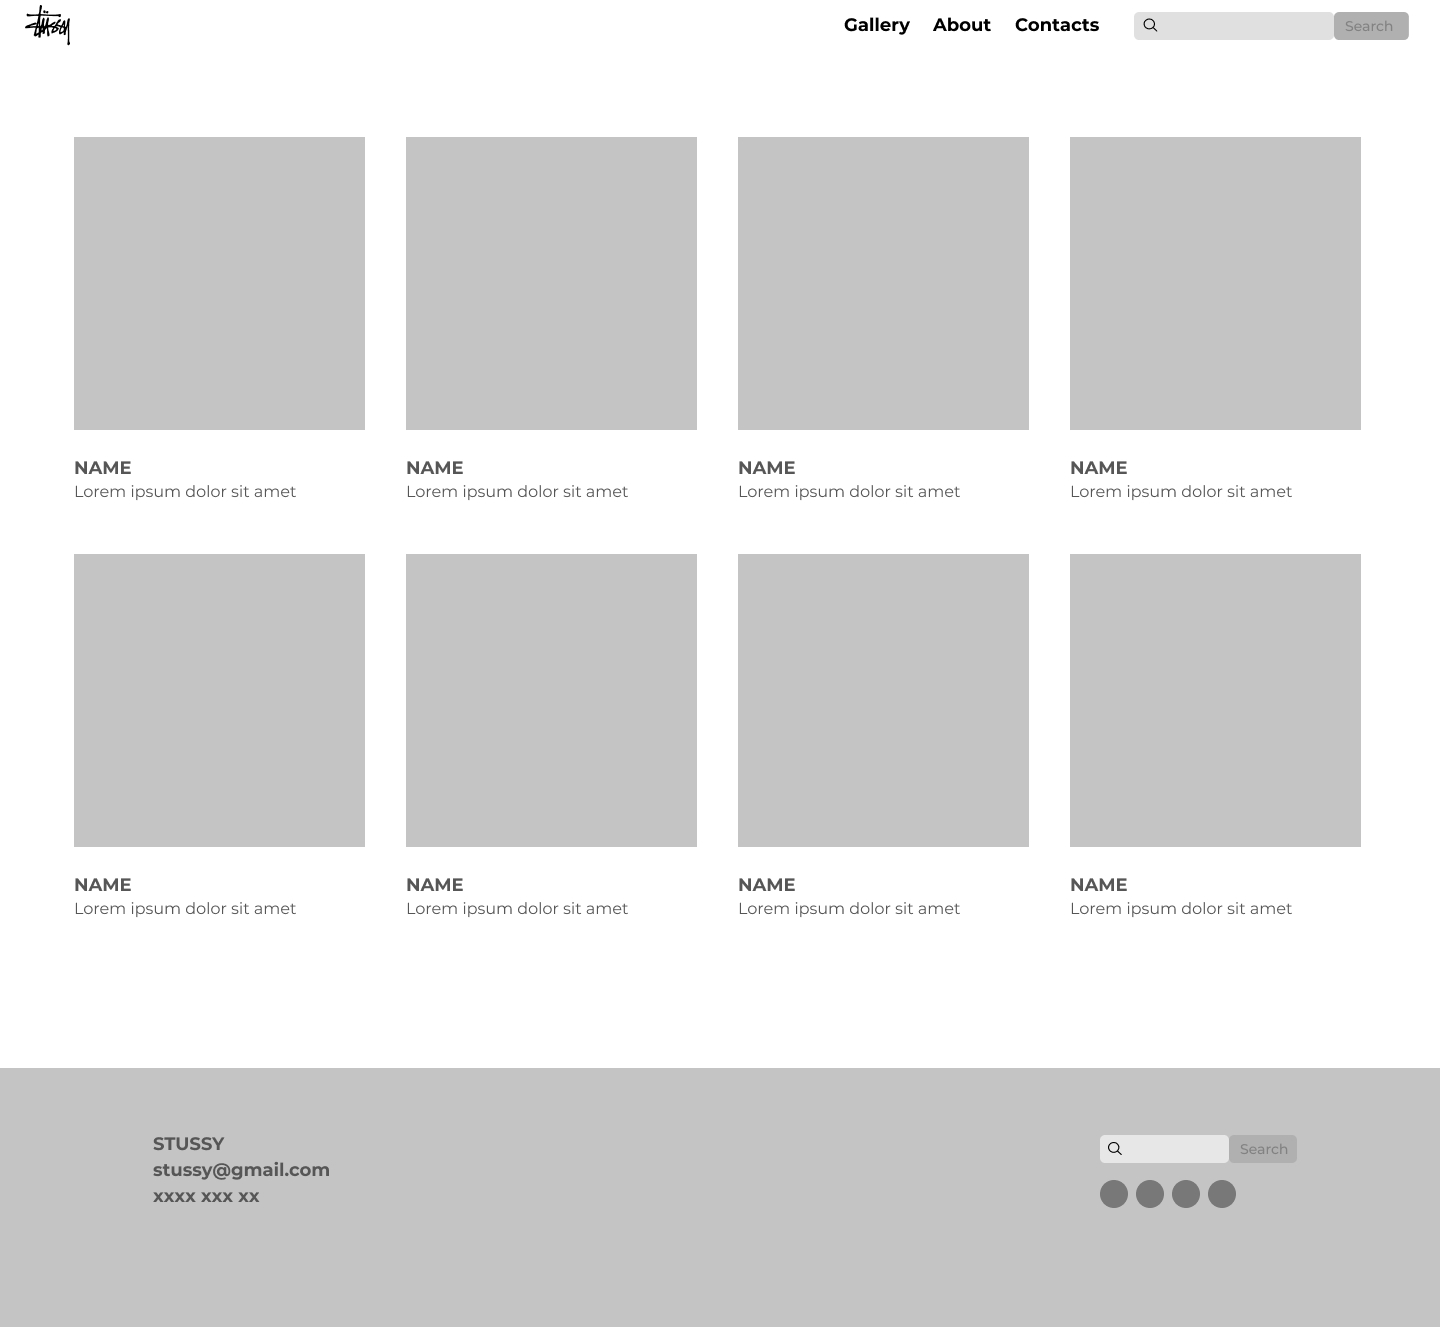 Stüssy
Gallery About Contacts Search
NAME NAME NAME NAME
Lorem ipsum dolor sit amet Lorem ipsum dolor sit amet Lorem ipsum dolor sit amet Lorem ipsum dolor sit amet
NAME NAME NAME NAME
Lorem ipsum dolor sit amet Lorem ipsum dolor sit amet Lorem ipsum dolor sit amet Lorem ipsum dolor sit amet
STUSSY
stussy@gmail.com
xxxx xxx xx
Search